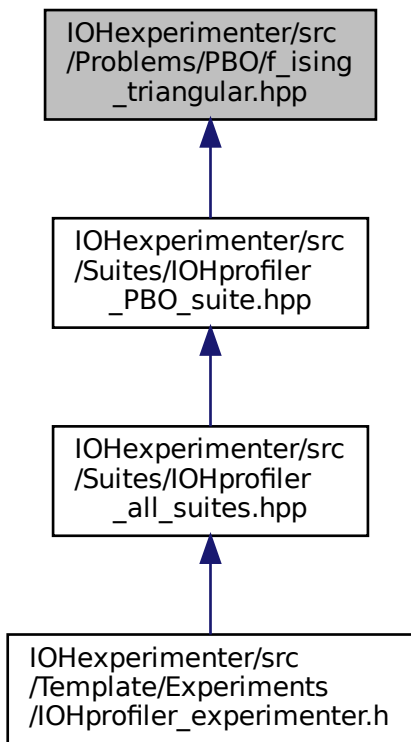 IOHexperimenter/src
/Problems/PBO/f_ising
_triangular.hpp
IOHexperimenter/src
/Suites/IOHprofiler
_PBO_suite.hpp
IOHexperimenter/src
/Suites/IOHprofiler
_all_suites.hpp
IOHexperimenter/src
/Template/Experiments
/IOHprofiler_experimenter.h